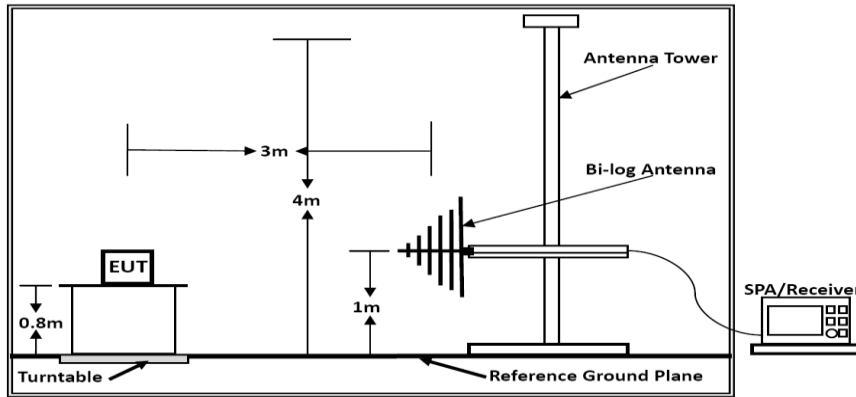 Antenna Tower
3m
Bi-log Antenna
4m
EUT
SPA/Receiver
0.8m
1m
Turntable
Reference Ground Plane